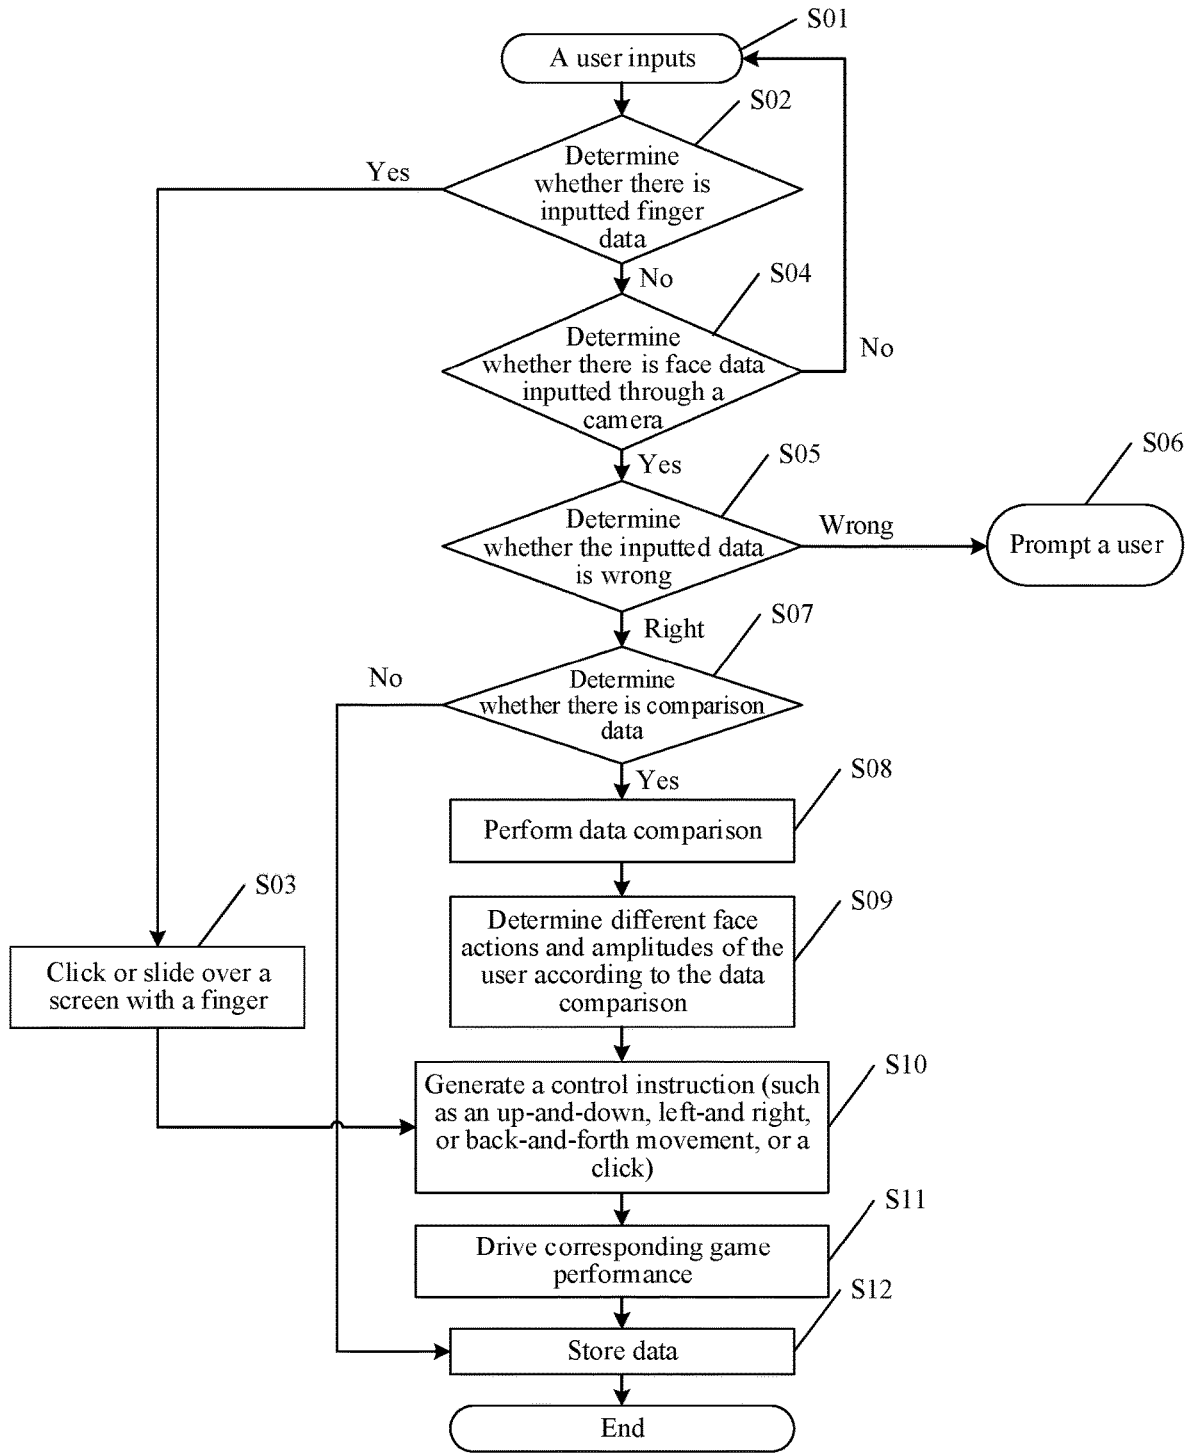 S01
A user inputs
S02
Yes
Determine
whether there is
inputted finger
data
No
S04
Determine
whether there is face data
inputted through a
camera
No
Yes
S05
S06
Determine
whether the inputted data
is wrong
Wrong
Prompt a user
Right
S07
No
Determine
whether there is comparison
data
Yes
S08
Perform data comparison
S03
S09
Click or slide over a
screen with a finger
Determine different face
actions and amplitudes of the
user according to the data
comparison
S10
Generate a control instruction (such
as an up-and-down, left-and right,
or back-and-forth movement, or a
click)
S11
Drive corresponding game
performance
S12
Store data
End